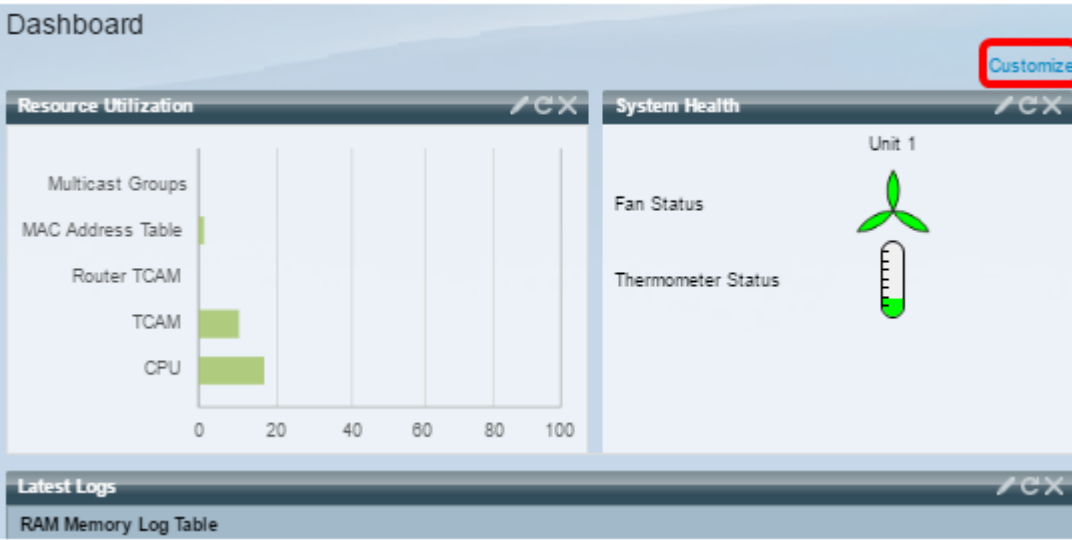 Dashboard
Customize
Resource Utilization
Multicast Groups
MAC Address Table
Router TCAM
TCAM
CPU
0 20 40 60 80 100
System Health
Unit 1
Fan Status
Thermometer Status
Latest Logs
RAM Memory Log Table